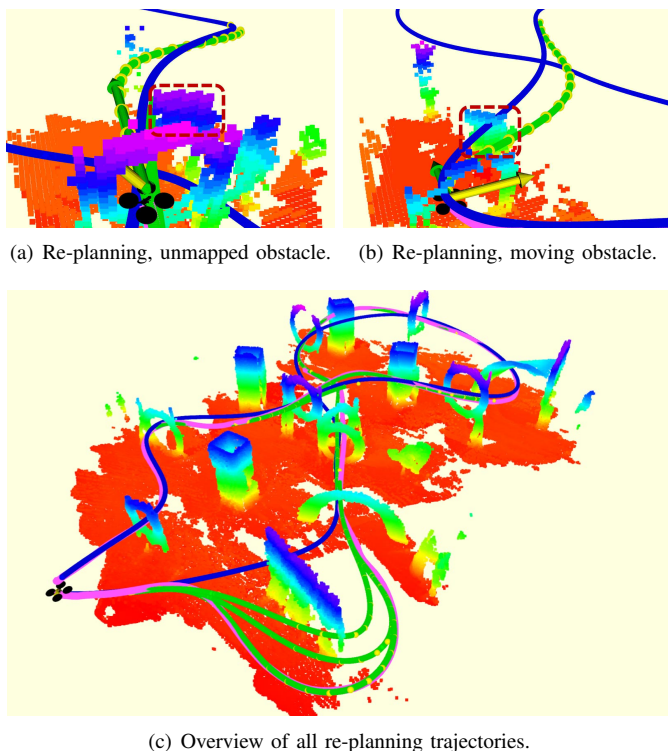 (a) Re-planning, unmapped obstacle.
(b) Re-planning, moving obstacle.
(c) Overview of all re-planning trajectories.